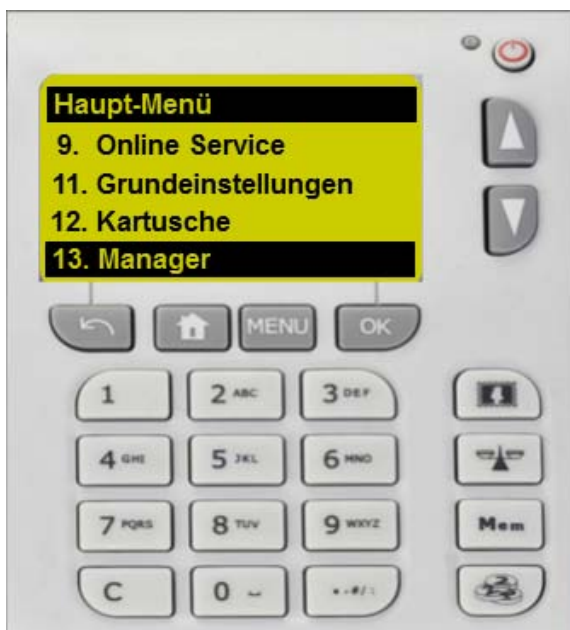 Haupt-Menü
9. Online Service
11. Grundeinstellungen
12. Kartusche
13. Manager
MENU OK
1 2 ABC 3 DEF
4 GHI 5 JKL 6 MNO
7 PQRS 8 TUV 9 WXYZ Mem
C 0